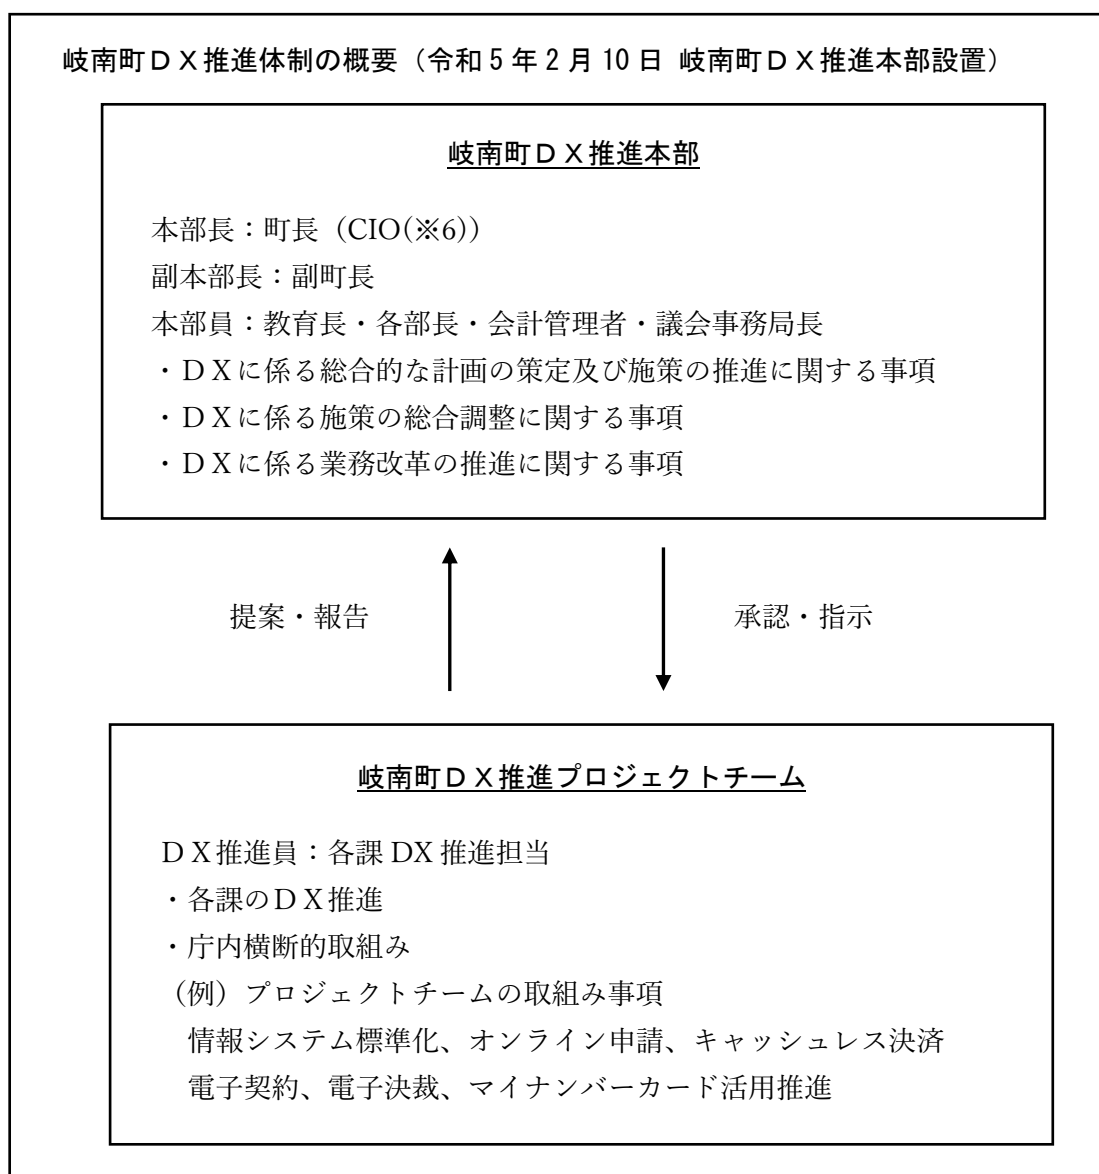 岐南町ＤＸ推進体制の概要（令和５年２月10日 岐南町ＤＸ推進本部設置）
岐南町ＤＸ推進本部
本部長：町長（CIO(※6)）
副本部長：副町長
本部員：教育長・各部長・会計管理者・議会事務局長
・ＤＸに係る総合的な計画の策定及び施策の推進に関する事項
・ＤＸに係る施策の総合調整に関する事項
・ＤＸに係る業務改革の推進に関する事項
提案・報告
承認・指示
岐南町ＤＸ推進プロジェクトチーム
ＤＸ推進員：各課 DX 推進担当
・各課のＤＸ推進
・庁内横断的取組み
（例）プロジェクトチームの取組み事項
情報システム標準化、オンライン申請、キャッシュレス決済
電子契約、電子決裁、マイナンバーカード活用推進